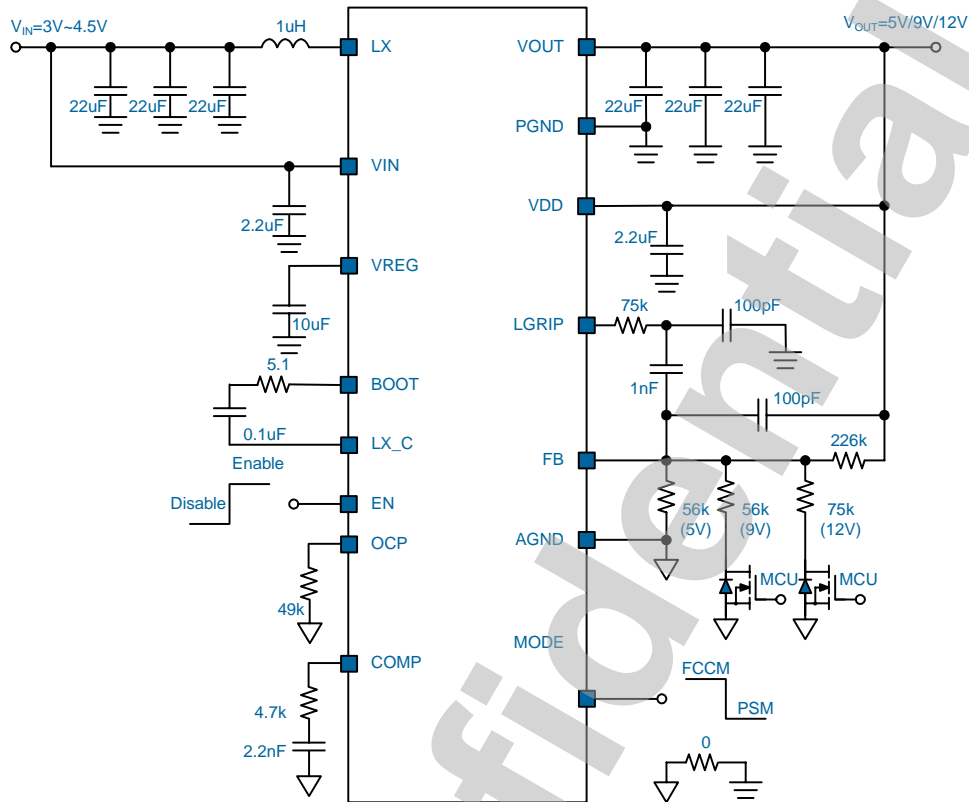 V_IN=3V~4.5V
1uH
LX
22uF
22uF
22uF
VIN
2.2uF
VREG
10uF
5.1
BOOT
0.1uF
LX_C
Enable
Disable
EN
OCP
49k
COMP
4.7k
2.2nF
VOUT
V_OUT=5V/9V/12V
22uF
22uF
22uF
PGND
VDD
2.2uF
LGRIP
75k
100pF
1nF
100pF
226k
FB
56k
(5V)
56k
(9V)
75k
(12V)
AGND
MCU
MCU
MODE
FCCM
PSM
0
fidential